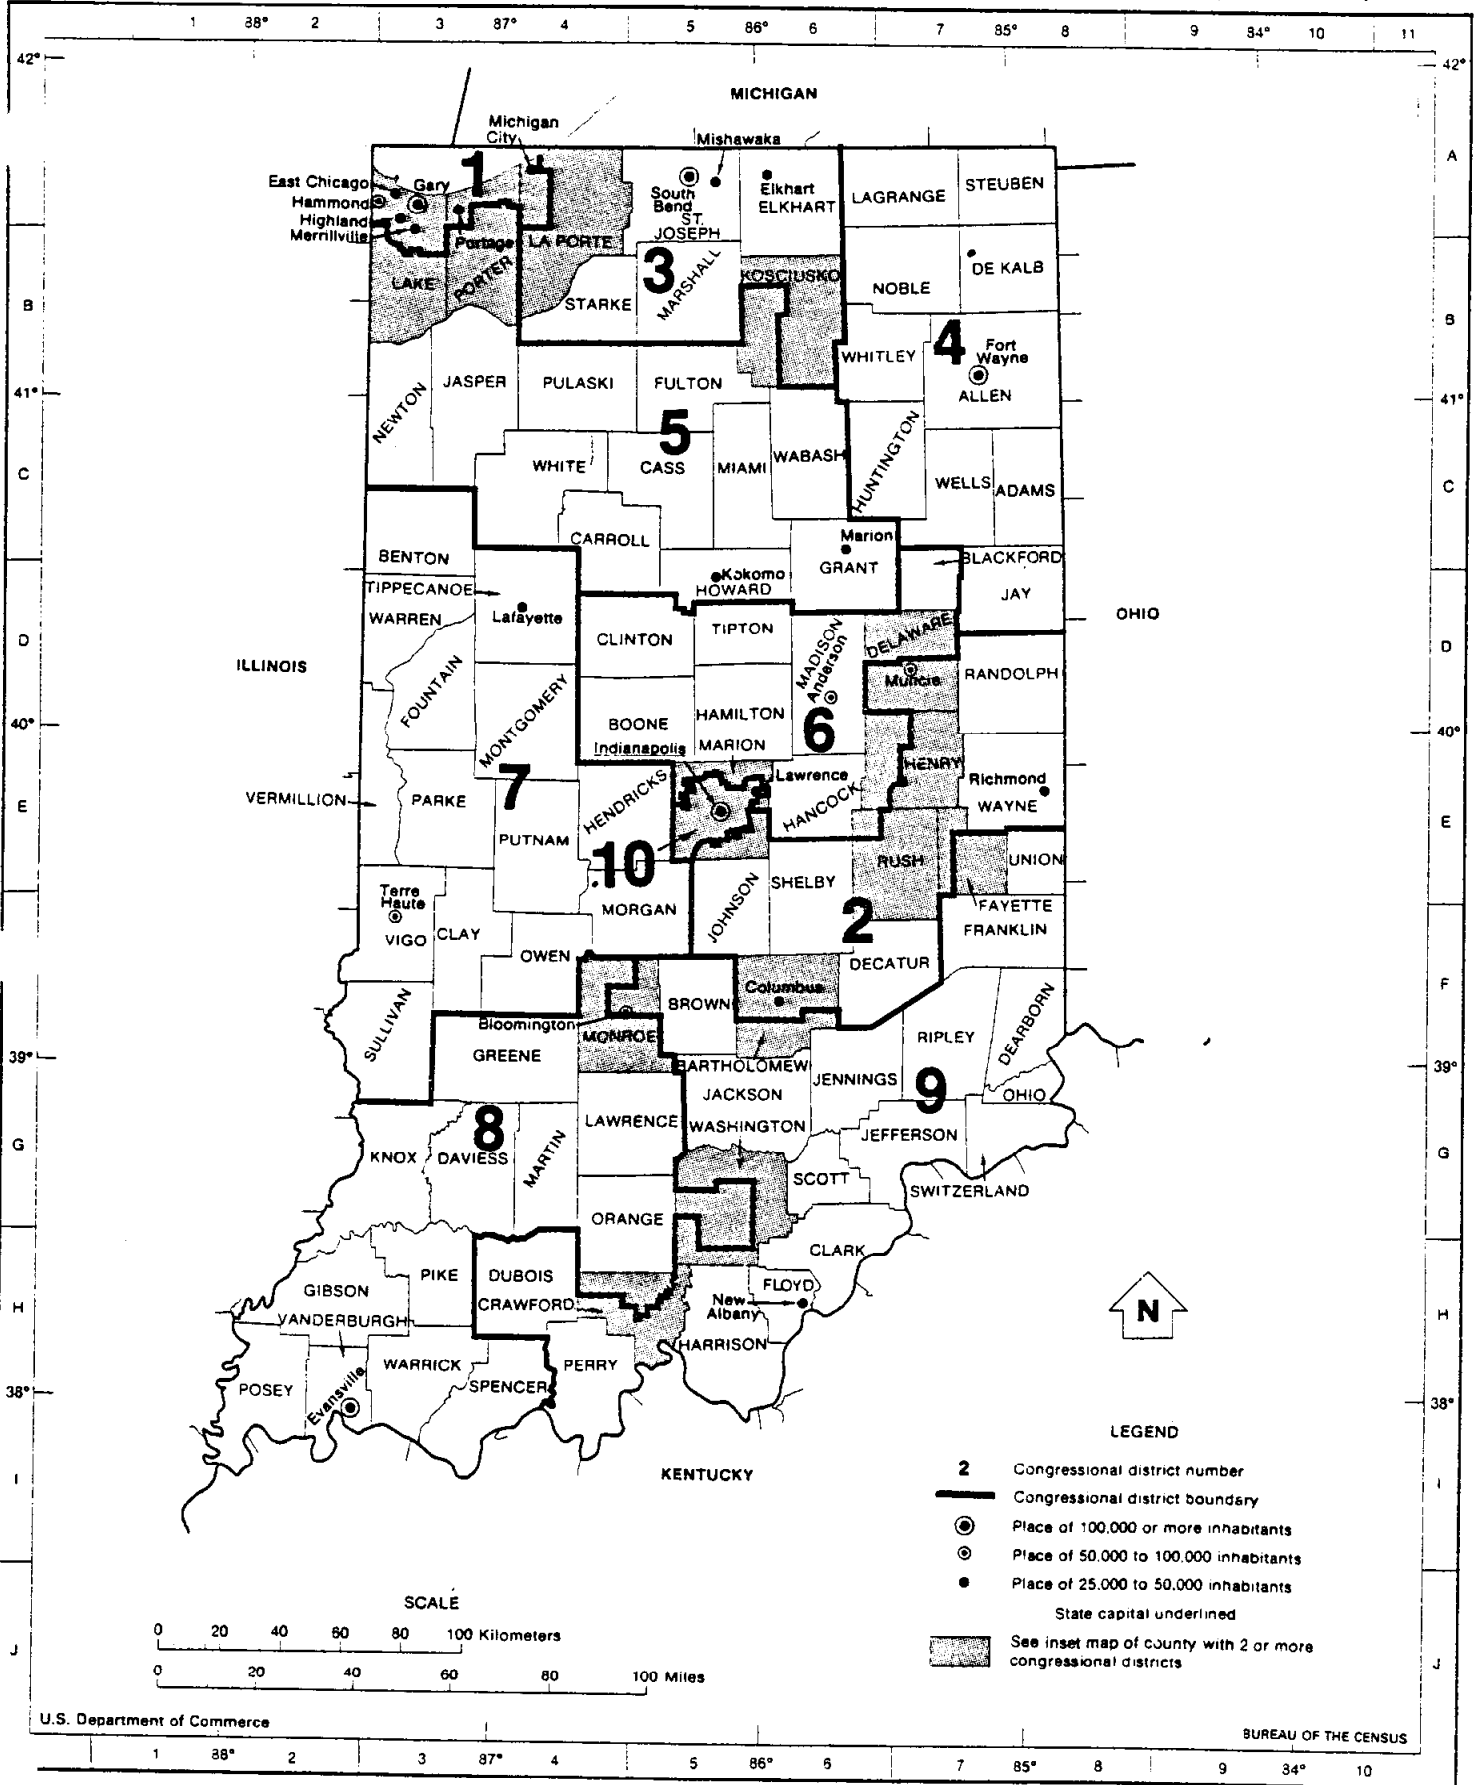 1 88° 2 3 87° 4 5 86° 6 7 85° 8 9 84° 10 11
42° 42°
MICHIGAN
Michigan
City
Mishawaka
A
1
East Chicago
Gary
Hammond
Highland
Merrillville
Portage
LAKE
PORTER
LA PORTE
South
Bend
ST.
JOSEPH
Elkhart
ELKHART
LAGRANGE
STEUBEN
3
STARKE
MARSHALL
KOSCIUSKO
NOBLE
DE KALB
B B
WHITLEY
4
Fort
Wayne
ALLEN
41° 41°
NEWTON
JASPER
PULASKI
FULTON
5
WHITE
CASS
MIAMI
WABASH
HUNTINGTON
WELLS
ADAMS
C C
CARROLL
Marion
GRANT
BLACKFORD
JAY
BENTON
TIPPECANOE
WARREN
Lafayette
Kokomo
HOWARD
OHIO
D D
ILLINOIS
CLINTON
TIPTON
MADISON
Anderson
DELAWARE
Muncie
RANDOLPH
FOUNTAIN
MONTGOMERY
BOONE
HAMILTON
6
40° 40°
Indianapolis
MARION
Lawrence
HENRY
Richmond
WAYNE
7
VERMILLION
PARKE
PUTNAM
HENDRICKS
HANCOCK
E E
10
RUSH
UNION
SHELBY
JOHNSON
MORGAN
FAYETTE
FRANKLIN
Terre
Haute
VIGO
CLAY
OWEN
2
DECATUR
F F
SULLIVAN
Columbus
BROWN
Bloomington
MONROE
GREENE
BARTHOLOMEW
RIPLEY
DEARBORN
39° 39°
JACKSON
JENNINGS
9
OHIO
8
LAWRENCE
WASHINGTON
JEFFERSON
G G
KNOX
DAVIESS
MARTIN
SCOTT
SWITZERLAND
ORANGE
CLARK
PIKE
DUBOIS
GIBSON
CRAWFORD
FLOYD
New
Albany
N
H H
VANDERBURGH
HARRISON
WARRICK
PERRY
SPENCER
POSEY
Evansville
38° 38°
KENTUCKY
I I
LEGEND
2 Congressional district number
Congressional district boundary
Place of 100,000 or more inhabitants
Place of 50,000 to 100,000 inhabitants
Place of 25,000 to 50,000 inhabitants
State capital underlined
See inset map of county with 2 or more
congressional districts
SCALE
0 20 40 60 80 100 Kilometers
0 20 40 60 80 100 Miles
J J
U.S. Department of Commerce
BUREAU OF THE CENSUS
1 88° 2 3 87° 4 5 86° 6 7 85° 8 9 84° 10